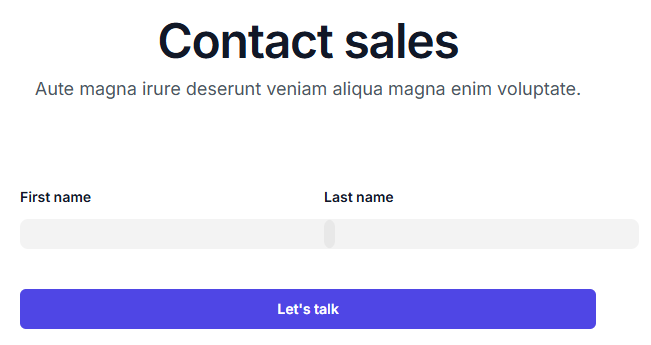 Contact sales
Aute magna irure deserunt veniam aliqua magna enim voluptate.
First name
Last name
Let's talk